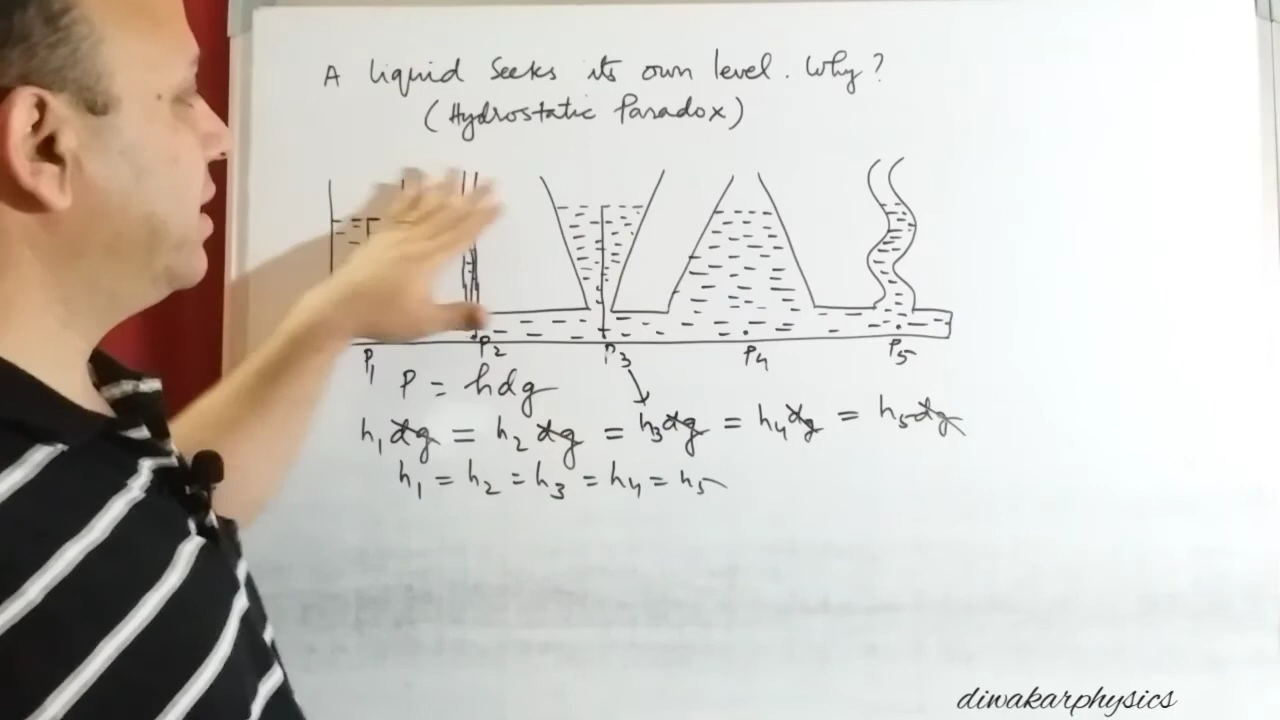 A liquid Seeks its own level. Why?
(Hydrostatic Paradox)
P₁ P₂ P₃ P₄ P₅
P = hdg
h₁dg = h₂dg = h₃dg = h₄dg = h₅dg
h₁ = h₂ = h₃ = h₄ = h₅
diwakarphysics